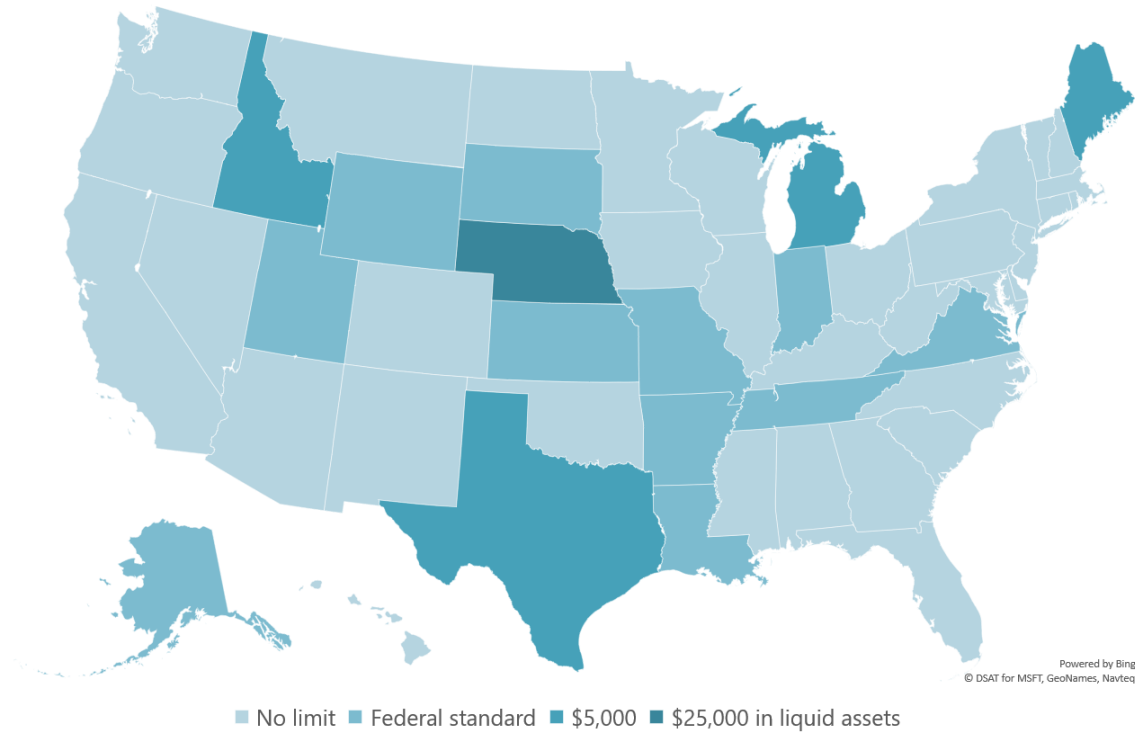 Powered by Bing
© DSAT for MSFT, GeoNames, Navteq
No limit Federal standard $5,000 $25,000 in liquid assets